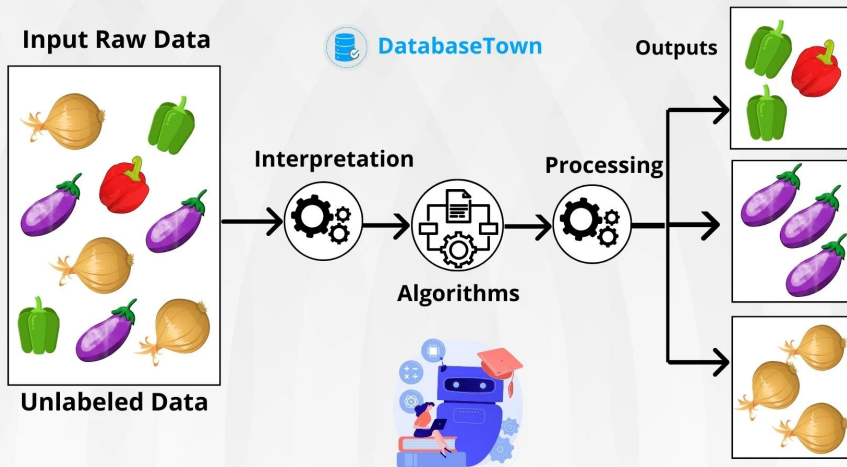 Input Raw Data
DatabaseTown
Outputs
Interpretation
Processing
Algorithms
Unlabeled Data